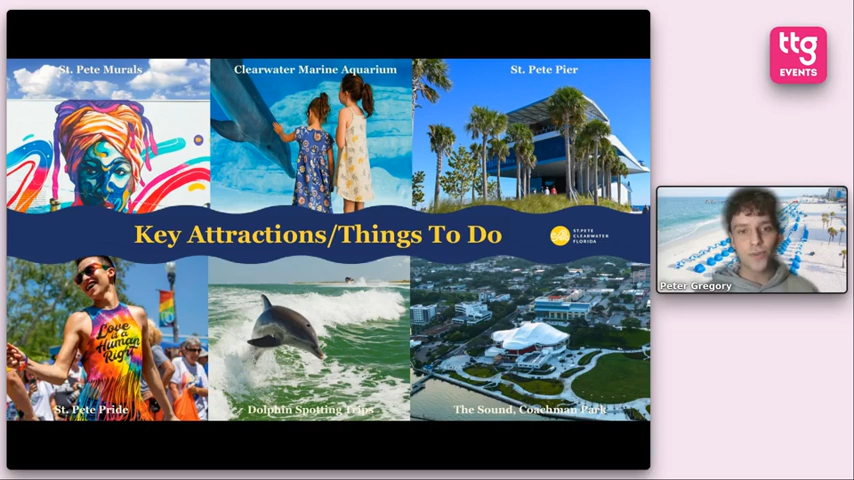 St. Pete Murals
Clearwater Marine Aquarium
St. Pete Pier
ttg
EVENTS
Key Attractions/Things To Do
ST.PETE
CLEARWATER
FLORIDA
Peter Gregory
Love is a
Human
Right
St. Pete Pride
Dolphin Spotting Trips
The Sound, Coachman Park